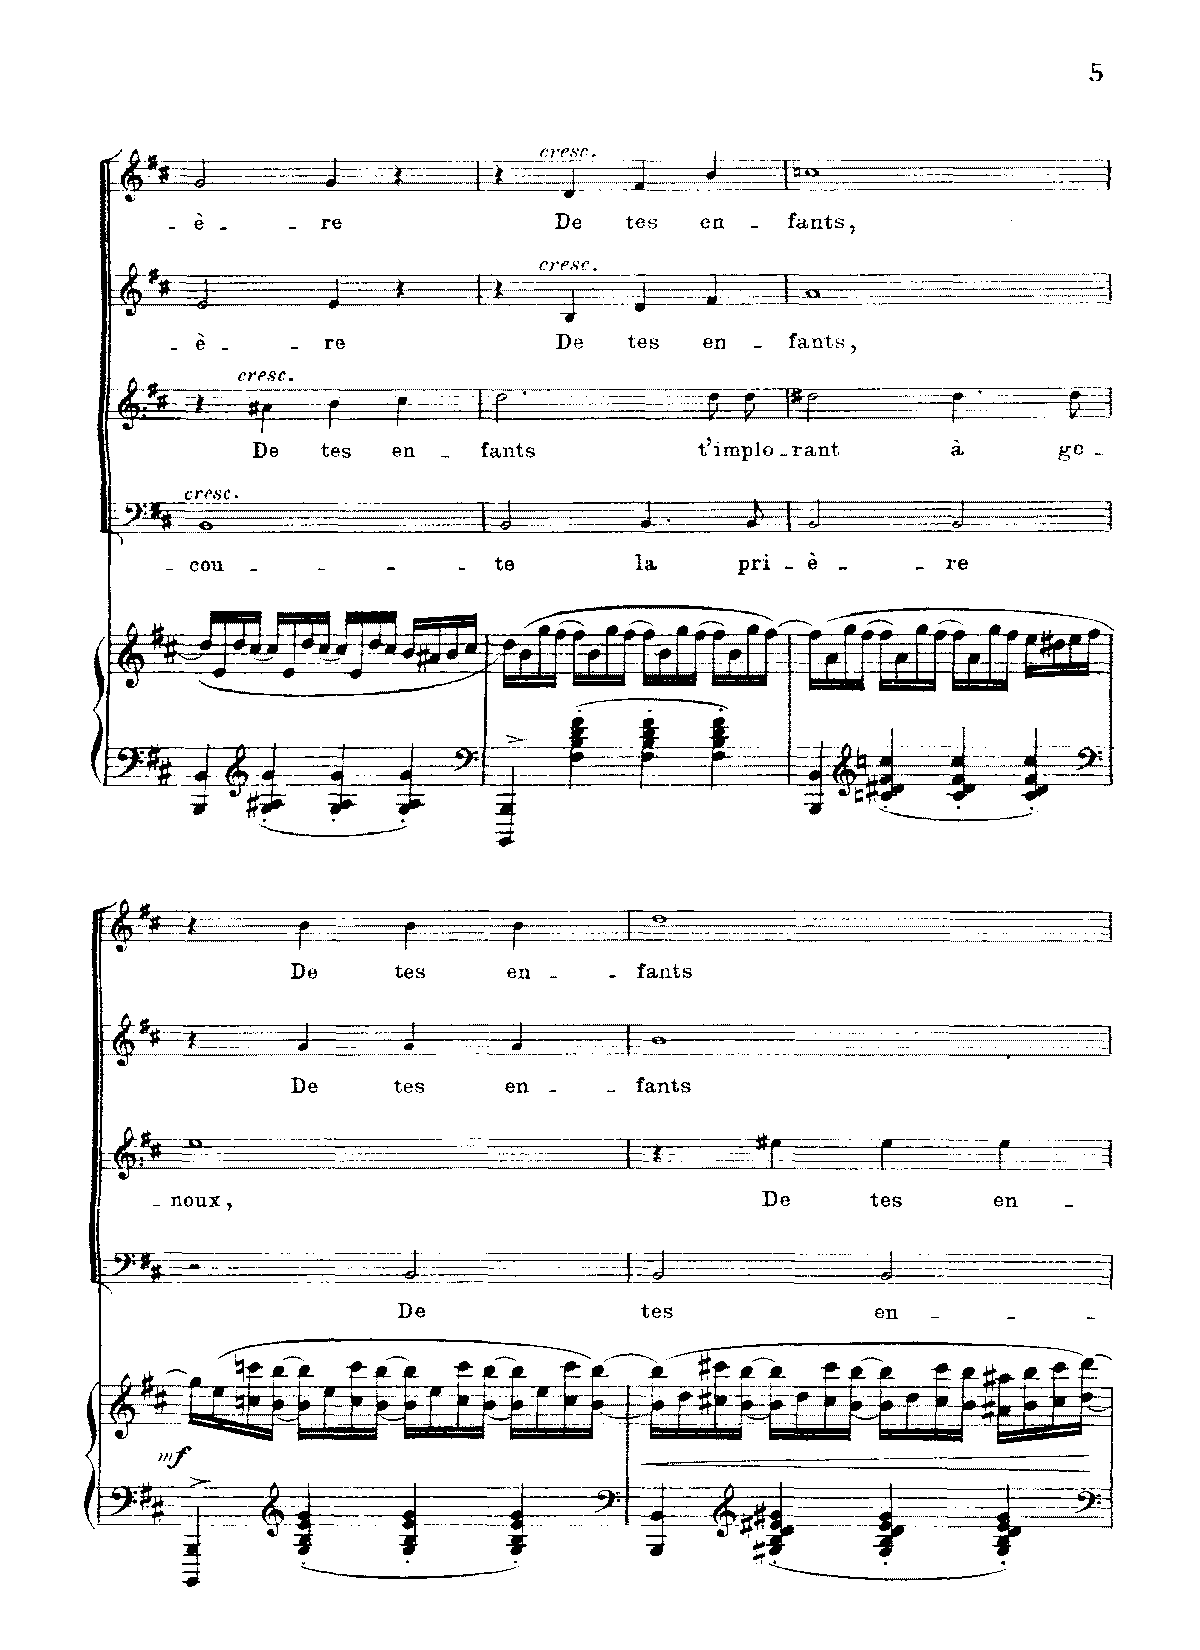 5
cresc.
- è - - re De tes en - fants,
cresc.
- è - - re De tes en - fants,
cresc.
De tes en - fants t'implo - rant à ge -
cresc.
- cou - - - - te la pri - è - - re
De tes en - - fants
De tes en - - fants
- noux, De tes en -
De tes en - - -
mf